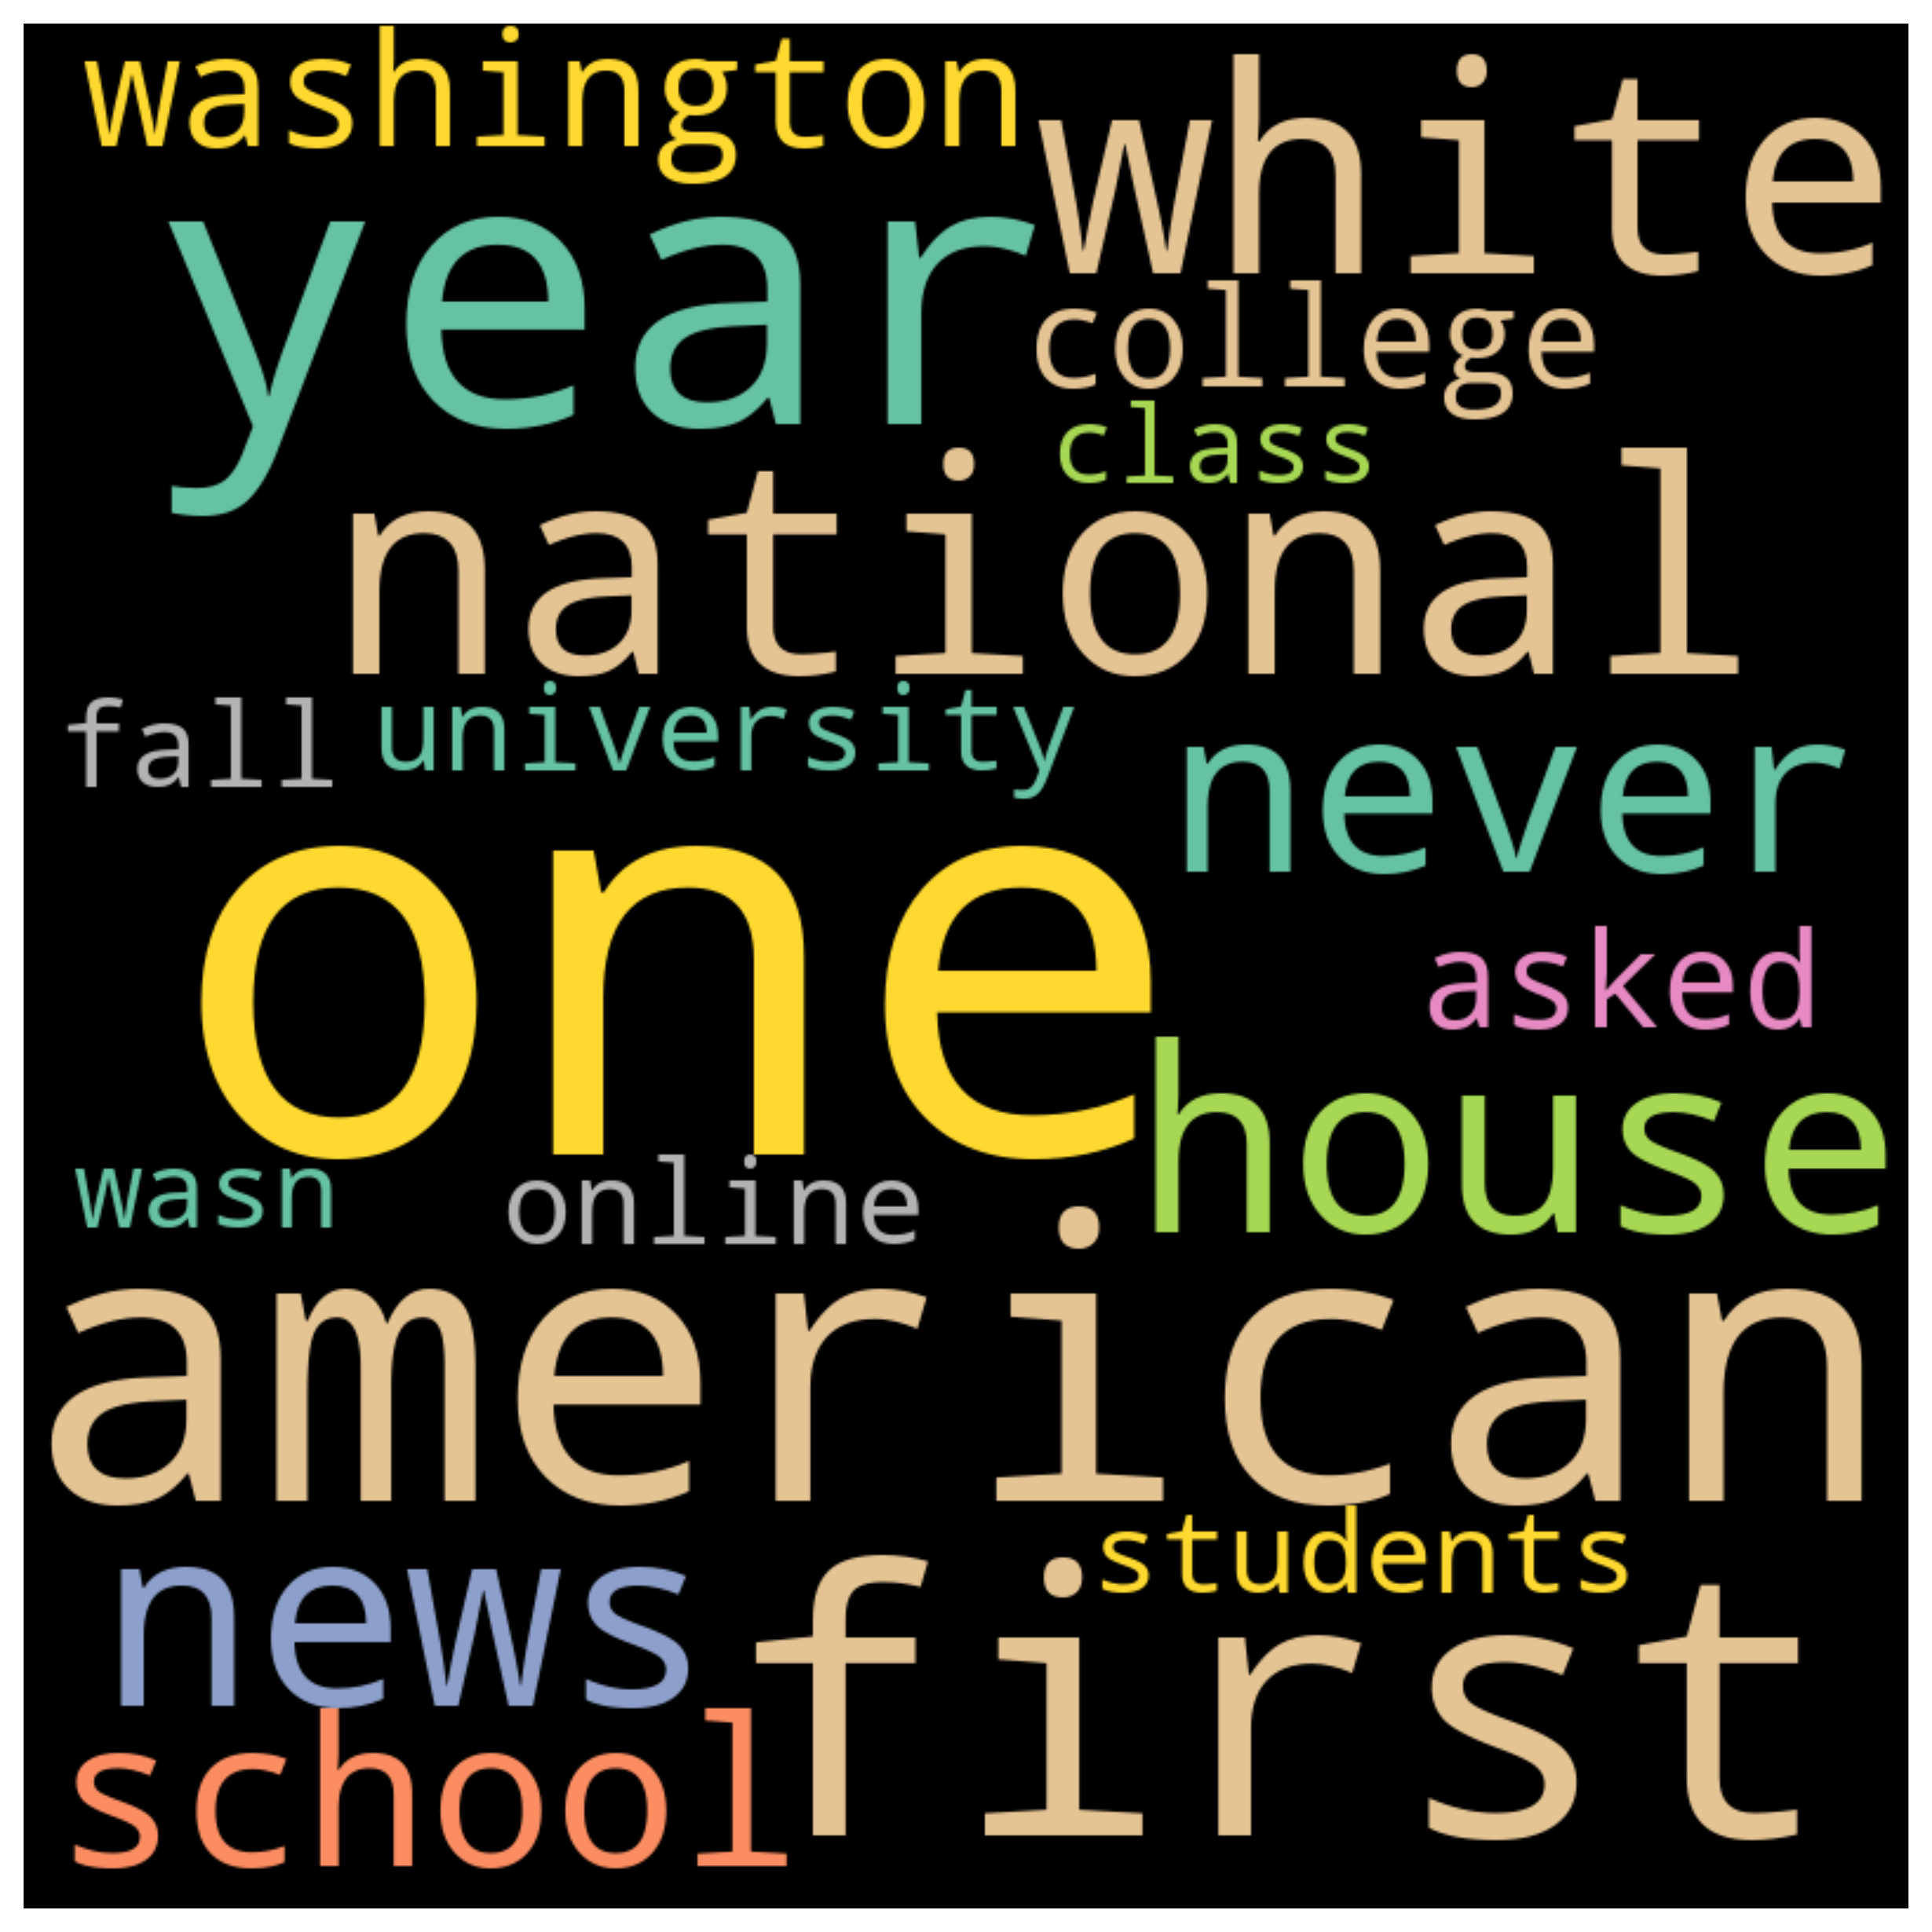 washington
white
year
college
class
national
fall
university
never
one
asked
house
wasn
online
american
students
news
first
school